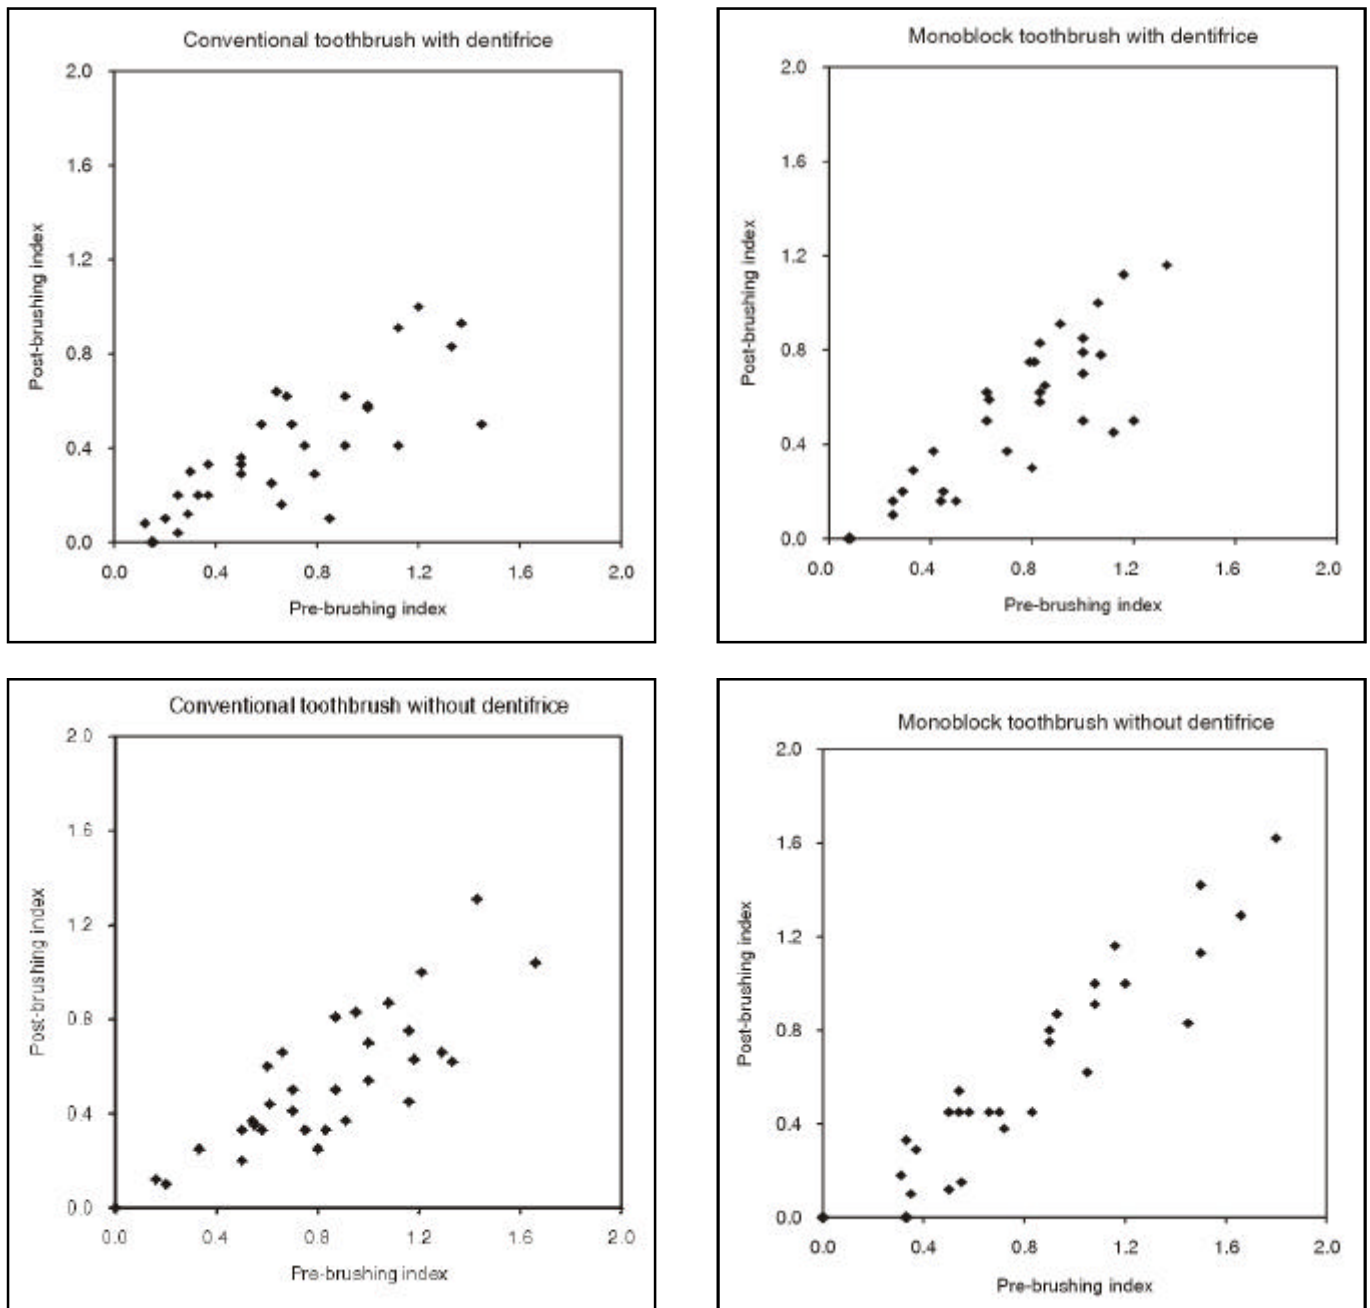 Conventional toothbrush with dentifrice
2.0
1.6
1.2
0.8
0.4
0.0
Post-brushing index
0.0 0.4 0.8 1.2 1.6 2.0
Pre-brushing index
Monoblock toothbrush with dentifrice
2.0
1.6
1.2
0.8
0.4
0.0
Post-brushing index
0.0 0.4 0.8 1.2 1.6 2.0
Pre-brushing index
Conventional toothbrush without dentifrice
2.0
1.6
1.2
0.8
0.4
0.0
Post-brushing index
0.0 0.4 0.8 1.2 1.6 2.0
Pre-brushing index
Monoblock toothbrush without dentifrice
2.0
1.6
1.2
0.8
0.4
0.0
Post-brushing index
0.0 0.4 0.8 1.2 1.6 2.0
Pre-brushing index